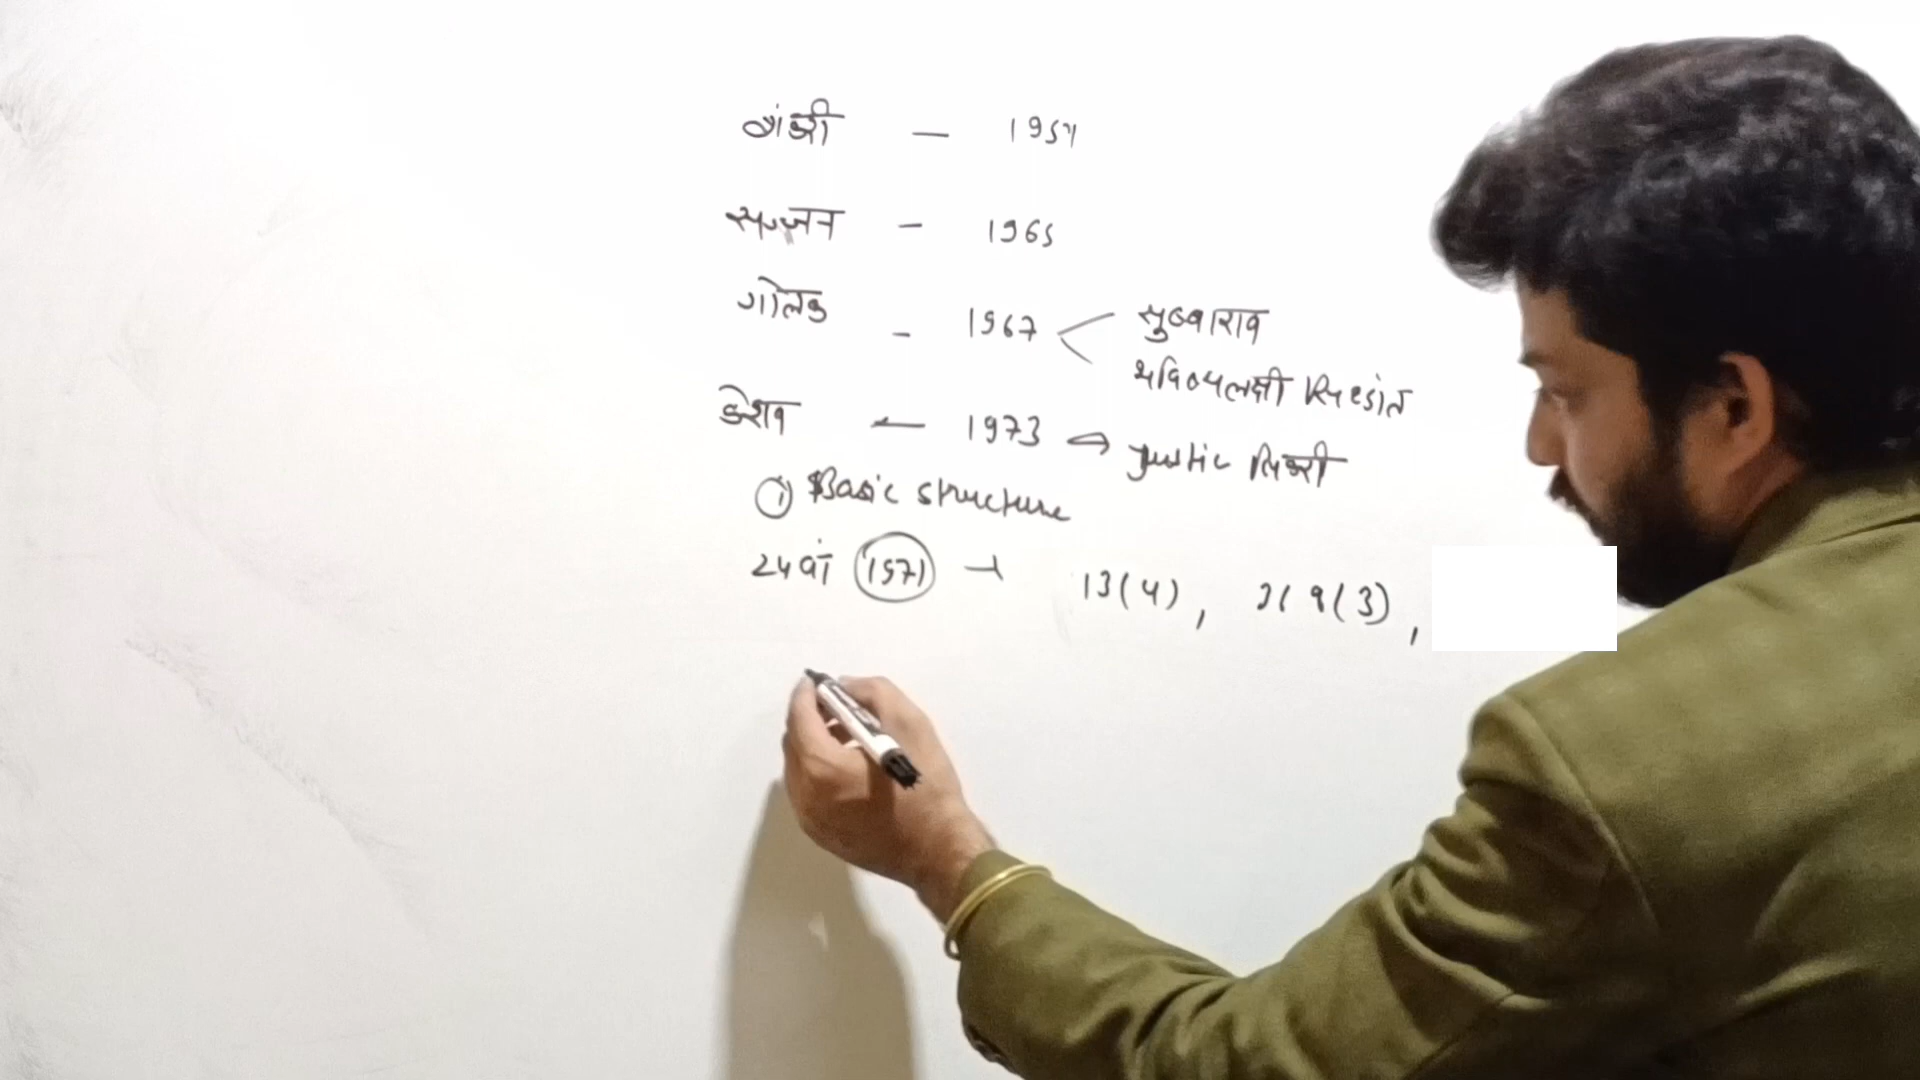 शंकरी — 1951
सज्जन - 1965
गोलक - 1967 सुब्बाराव
भविष्यलक्षी सिद्धांत
केशव — 1973 → Justic सिकरी
① Basic structure
24वां 1971 → 13(4), 368(3),